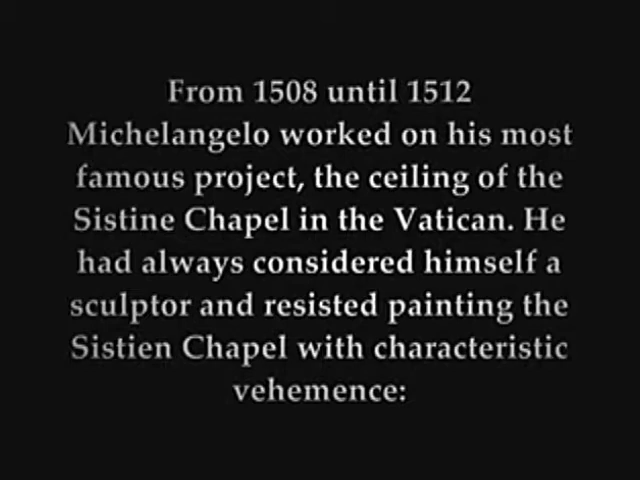 From 1508 until 1512
Michelangelo worked on his most
famous project, the ceiling of the
Sistine Chapel in the Vatican. He
had always considered himself a
sculptor and resisted painting the
Sistien Chapel with characteristic
vehemence: